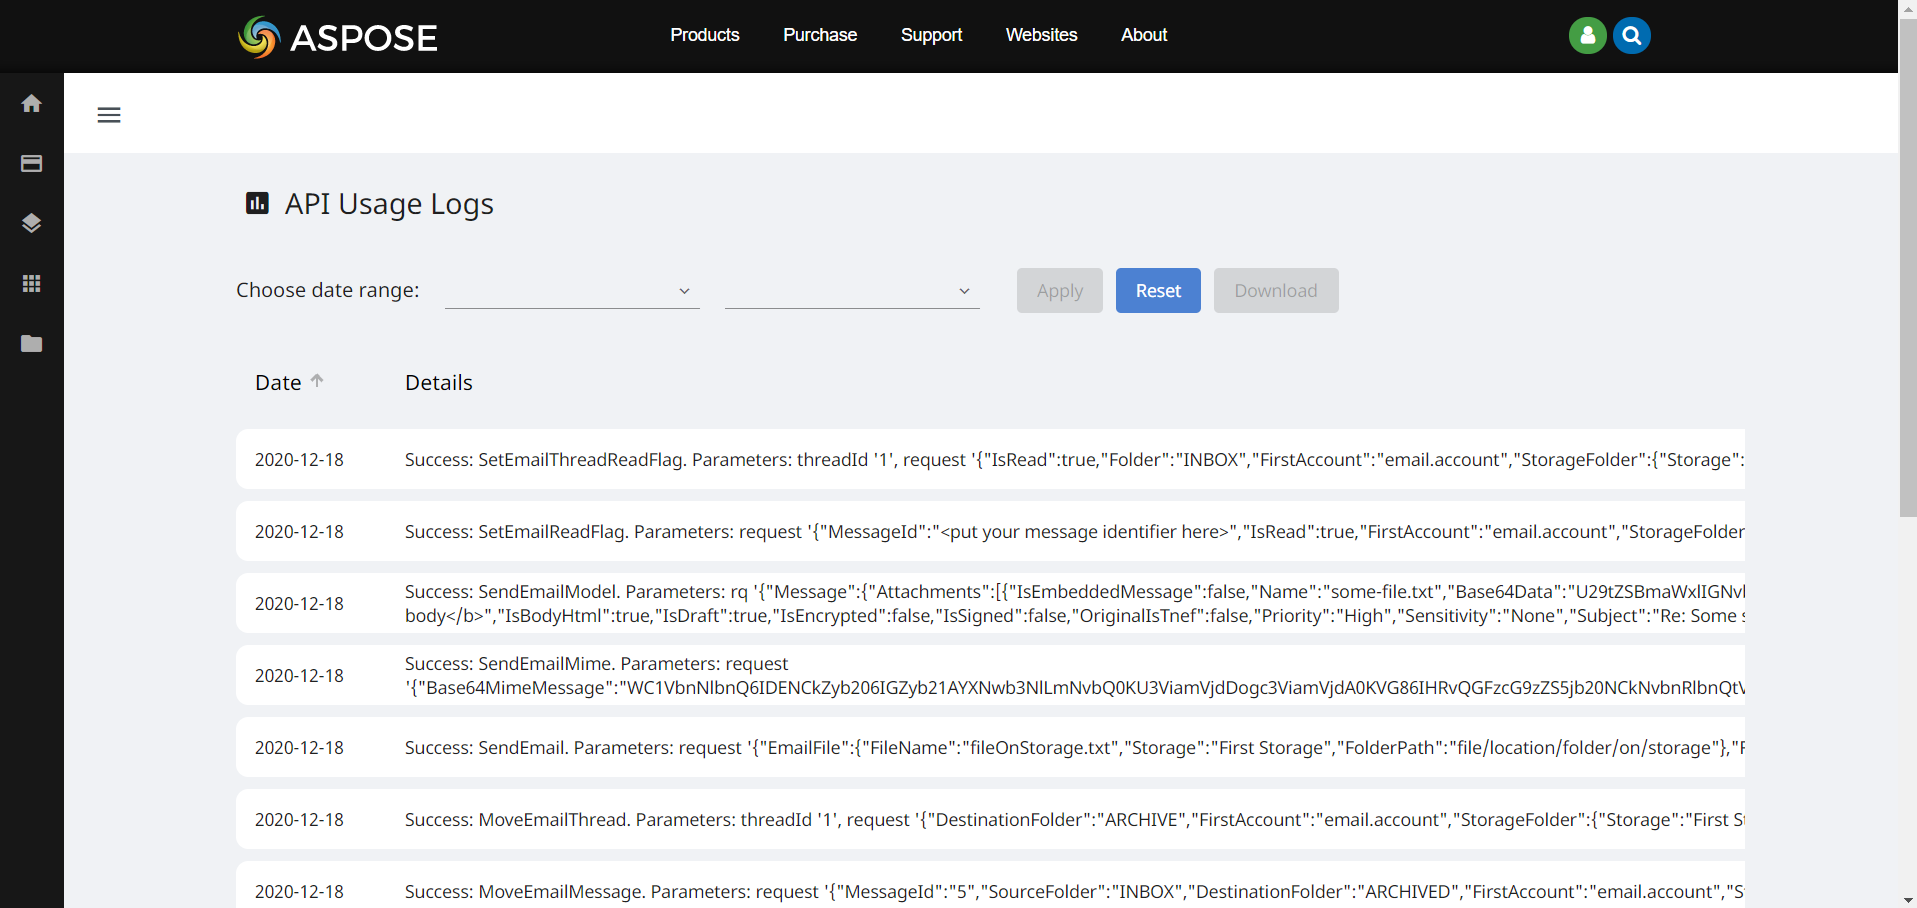 ASPOSE
Products Purchase Support Websites About
API Usage Logs
Choose date range: Apply Reset Download
Date Details
2020-12-18 Success: SetEmailThreadReadFlag. Parameters: threadId '1', request '{"IsRead":true,"Folder":"INBOX","FirstAccount":"email.account","StorageFolder":{"Storage":
2020-12-18 Success: SetEmailReadFlag. Parameters: request '{"MessageId":"<put your message identifier here>","IsRead":true,"FirstAccount":"email.account","StorageFolder
2020-12-18 Success: SendEmailModel. Parameters: rq '{"Message":{"Attachments":[{"IsEmbeddedMessage":false,"Name":"some-file.txt","Base64Data":"U29tZSBmaWxlIGNv
body</b>","IsBodyHtml":true,"IsDraft":true,"IsEncrypted":false,"IsSigned":false,"OriginalIsTnef":false,"Priority":"High","Sensitivity":"None","Subject":"Re: Some
2020-12-18 Success: SendEmailMime. Parameters: request
'{"Base64MimeMessage":"WC1VbnNlbnQ6IDENCkZyb206IGZyb21AYXNwb3NlLmNvbQ0KU3ViamVjdDogc3ViamVjdA0KVG86IHRvQGFzcG9zZS5jb20NCkNvbnRlbnQtV
2020-12-18 Success: SendEmail. Parameters: request '{"EmailFile":{"FileName":"fileOnStorage.txt","Storage":"First Storage","FolderPath":"file/location/folder/on/storage"},"F
2020-12-18 Success: MoveEmailThread. Parameters: threadId '1', request '{"DestinationFolder":"ARCHIVE","FirstAccount":"email.account","StorageFolder":{"Storage":"First S
2020-12-18 Success: MoveEmailMessage. Parameters: request '{"MessageId":"5","SourceFolder":"INBOX","DestinationFolder":"ARCHIVED","FirstAccount":"email.account","S